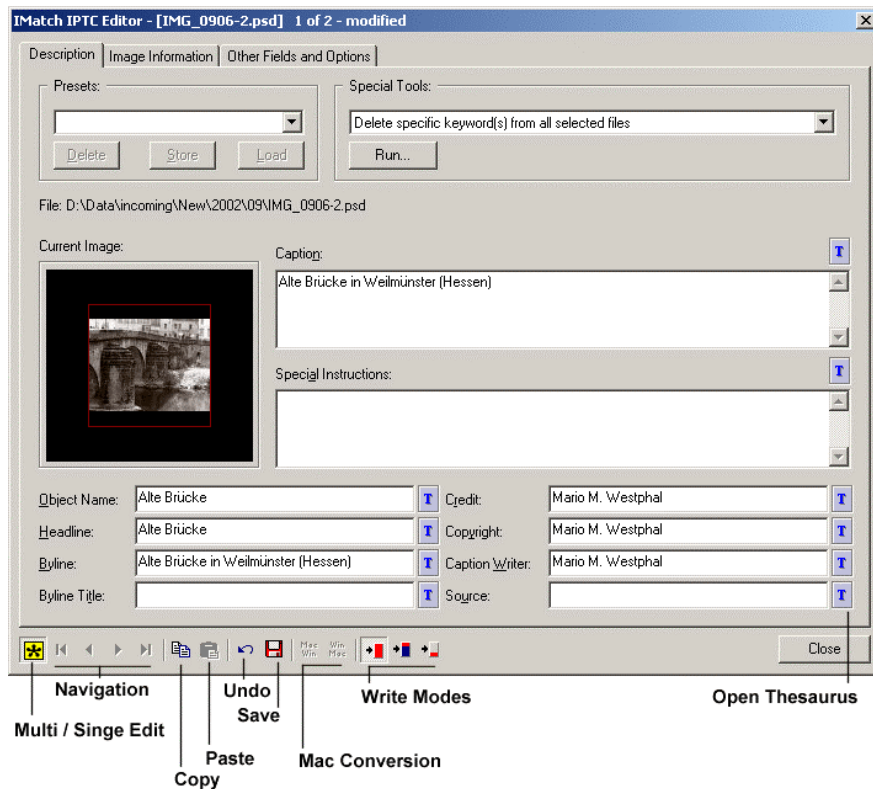 IMatch IPTC Editor - [IMG_0906-2.psd] 1 of 2 - modified
Description
Image Information
Other Fields and Options
Presets:
Delete
Store
Load
Special Tools:
Delete specific keyword(s) from all selected files
Run...
File: D:\Data\incoming\New\2002\09\IMG_0906-2.psd
Current Image:
Caption:
T
Alte Brücke in Weilmünster (Hessen)
Special Instructions:
T
Object Name: Alte Brücke T
Credit: Mario M. Westphal T
Headline: Alte Brücke T
Copyright: Mario M. Westphal T
Byline: Alte Brücke in Weilmünster (Hessen) T
Caption Writer: Mario M. Westphal T
Byline Title: T
Source: T
Mac Win
Win Mac
Close
Navigation
Undo
Write Modes
Open Thesaurus
Save
Multi / Singe Edit
Paste
Mac Conversion
Copy